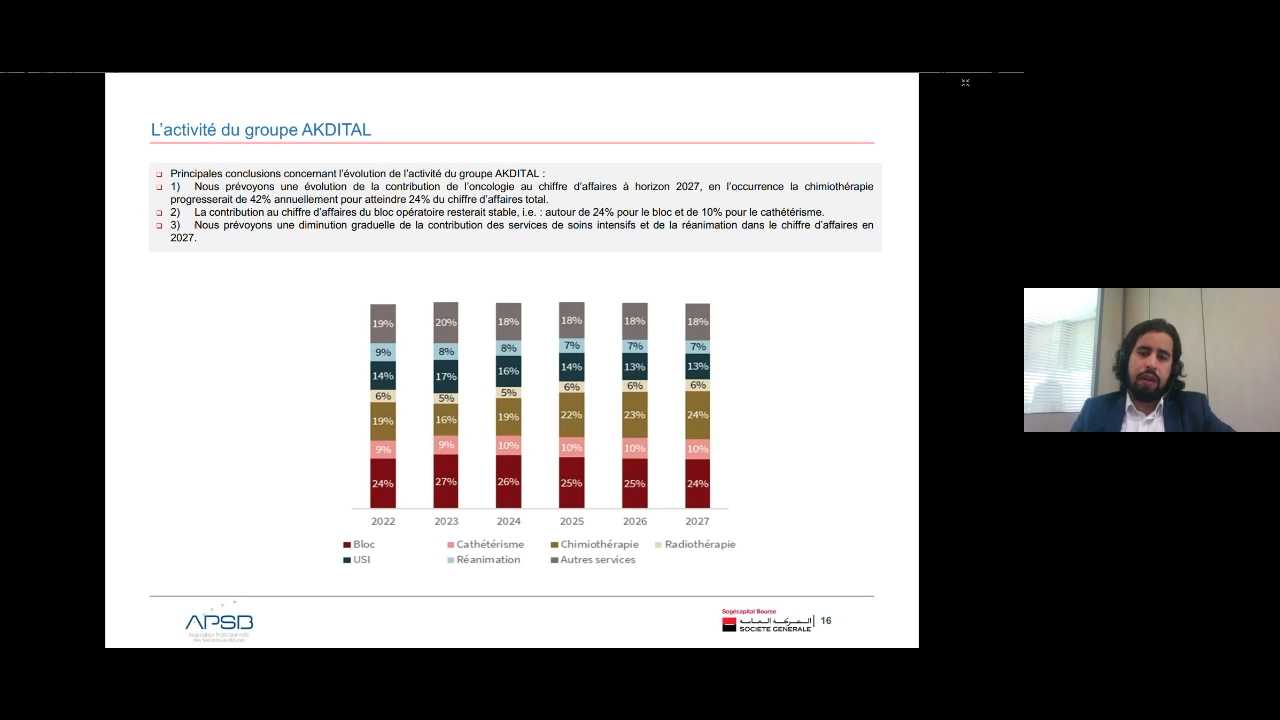 L'activité du groupe AKDITAL
Principales conclusions concernant l'évolution de l'activité du groupe AKDITAL :
1) Nous prévoyons une évolution de la contribution de l'oncologie au chiffre d'affaires à horizon 2027, en l'occurrence la chimiothérapie
progresserait de 42% annuellement pour atteindre 24% du chiffre d'affaires total.
2) La contribution au chiffre d'affaires du bloc opératoire resterait stable, i.e. : autour de 24% pour le bloc et de 10% pour le cathétérisme.
3) Nous prévoyons une diminution graduelle de la contribution des services de soins intensifs et de la réanimation dans le chiffre d'affaires en
2027.
19% 20% 18% 18% 18% 18%
9% 8% 8% 7% 7% 7%
14% 17% 16% 14% 13% 13%
6% 5% 5% 6% 6% 6%
19% 16% 19% 22% 23% 24%
9% 9% 10% 10% 10% 10%
24% 27% 26% 25% 25% 24%
2022 2023 2024 2025 2026 2027
Bloc Cathétérisme Chimiothérapie Radiothérapie
USI Réanimation Autres services
APSB
Association Professionnelle
des Sociétés de Bourse
Sogécapital Bourse
الشركة العامة
SOCIETE GENERALE
16